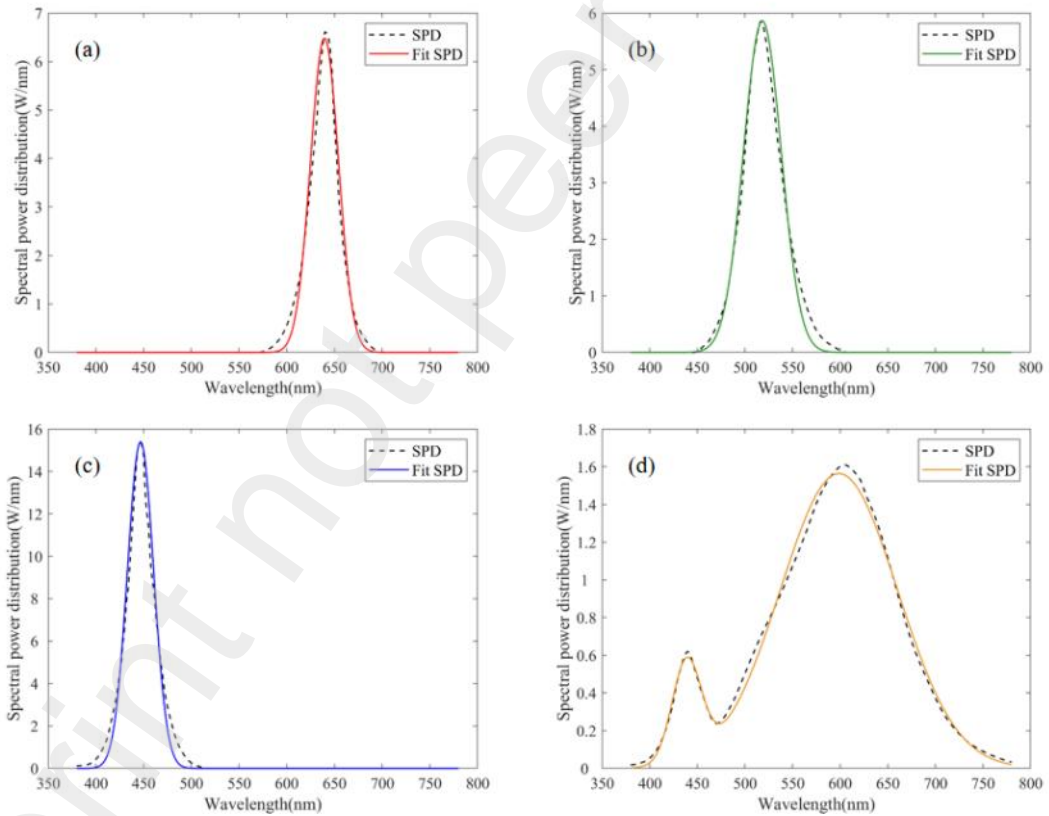 (a)
SPD
Fit SPD
Spectral power distribution(W/nm)
7
6
5
4
3
2
1
0
350 400 450 500 550 600 650 700 750 800
Wavelength(nm)
(b)
SPD
Fit SPD
Spectral power distribution(W/nm)
6
5
4
3
2
1
0
350 400 450 500 550 600 650 700 750 800
Wavelength(nm)
(c)
SPD
Fit SPD
Spectral power distribution(W/nm)
16
14
12
10
8
6
4
2
0
350 400 450 500 550 600 650 700 750 800
Wavelength(nm)
(d)
SPD
Fit SPD
Spectral power distribution(W/nm)
1.8
1.6
1.4
1.2
1
0.8
0.6
0.4
0.2
0
350 400 450 500 550 600 650 700 750 800
Wavelength(nm)
rint not peer